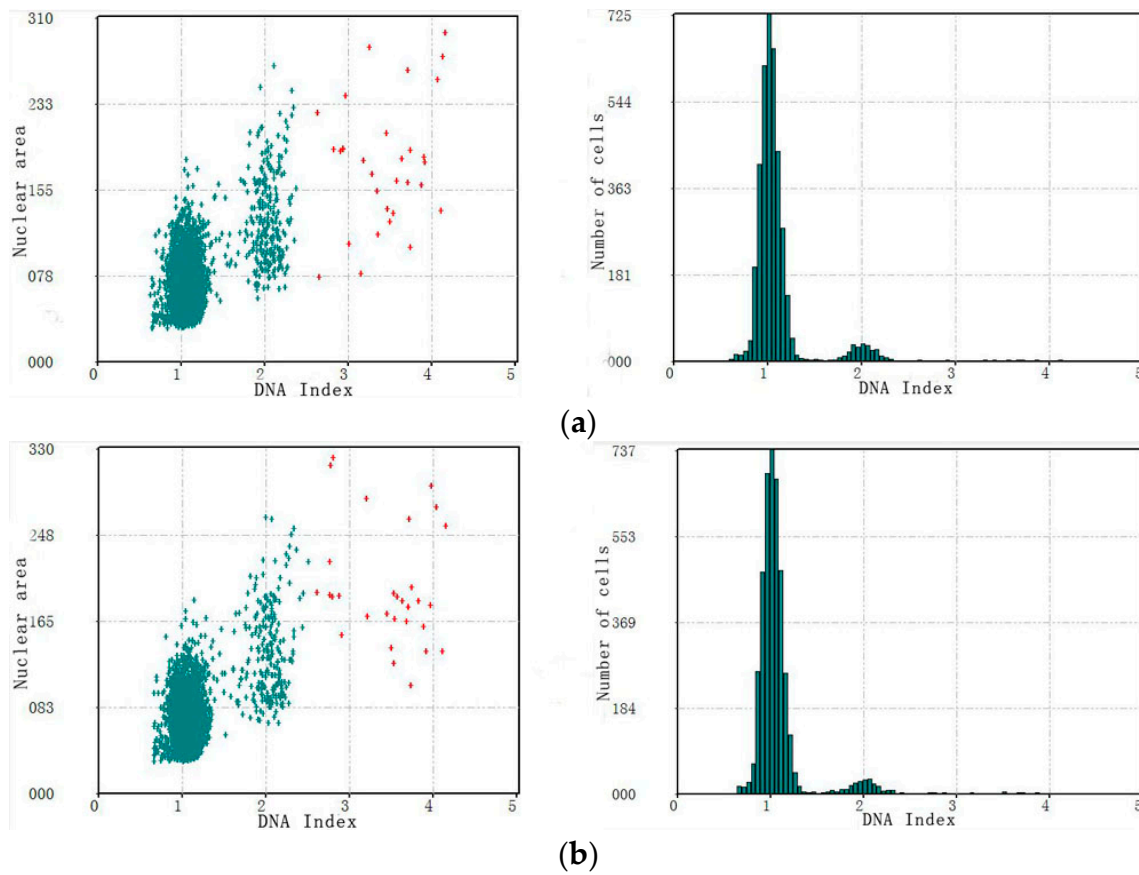 310
233
155
078
000
Nuclear area
0 1 2 3 4 5
DNA Index
725
544
363
181
000
Number of cells
0 1 2 3 4 5
DNA Index
(a)
330
248
165
083
000
Nuclear area
0 1 2 3 4 5
DNA Index
737
553
369
184
000
Number of cells
0 1 2 3 4 5
DNA Index
(b)